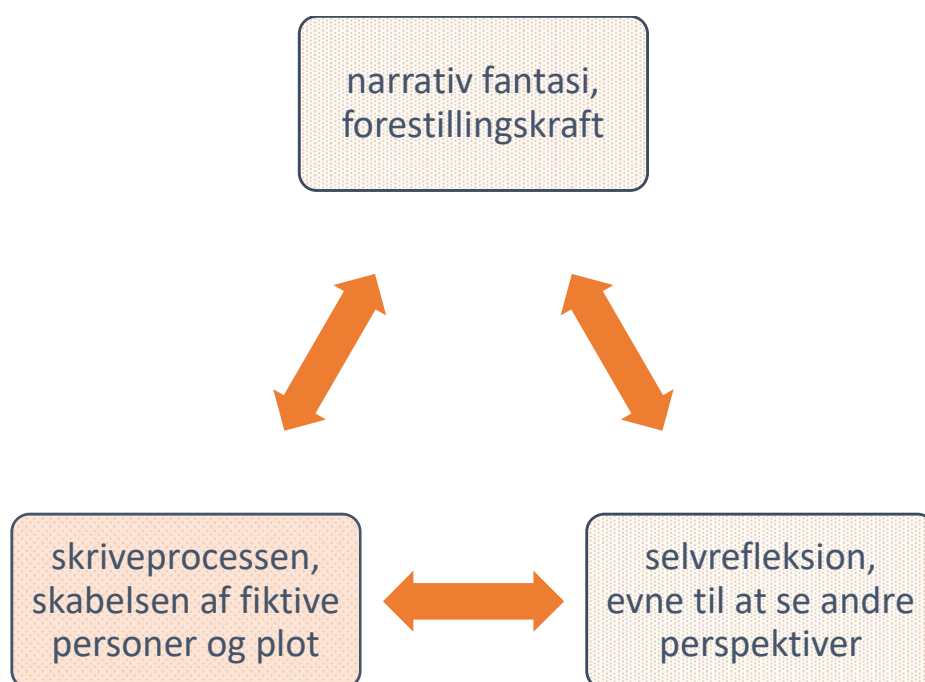 narrativ fantasi,
forestillingskraft
skriveprocessen,
skabelsen af fiktive
personer og plot
selvrefleksion,
evne til at se andre
perspektiver